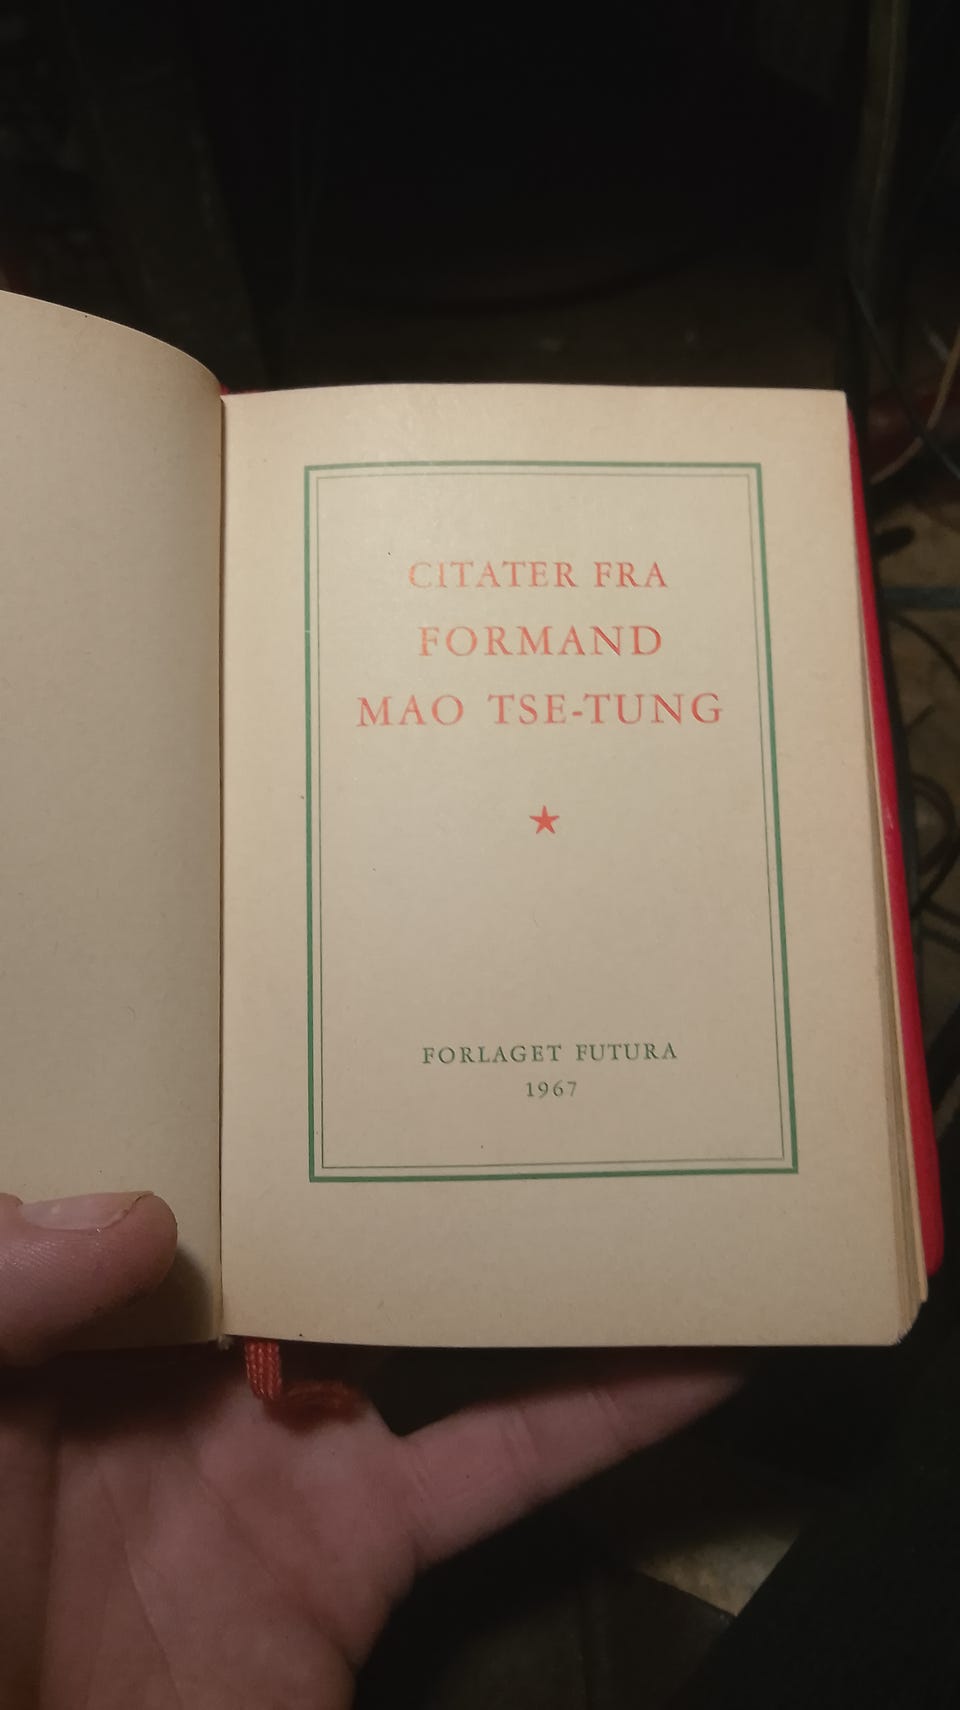 CITATER FRA
FORMAND
MAO TSE-TUNG
FORLAGET FUTURA
1967